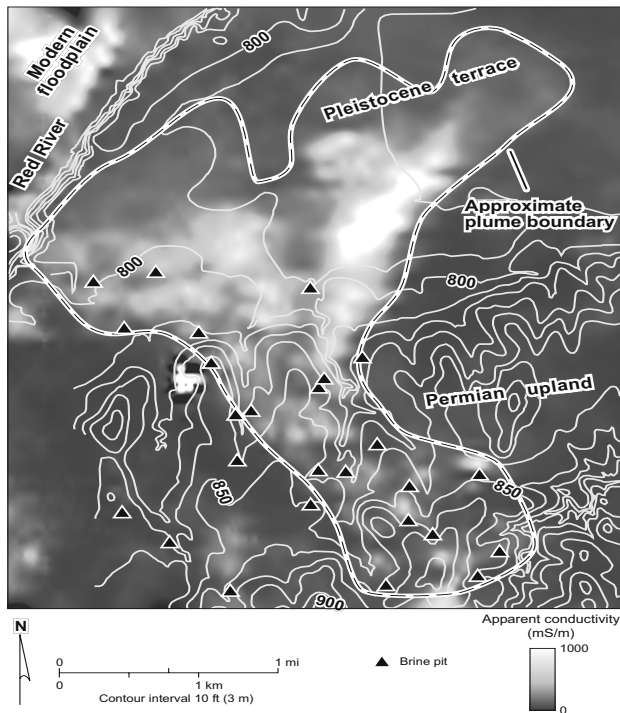 Modern
floodplain
800
Pleistocene terrace
Red River
Approximate
plume boundary
800
800
Permian upland
850
850
900
N
0 1 mi
0 1 km
Contour interval 10 ft (3 m)
Brine pit
Apparent conductivity
(mS/m)
1000
0